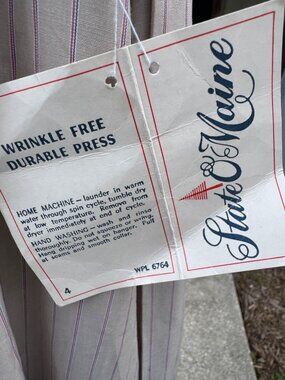 WRINKLE FREE
DURABLE PRESS
HOME MACHINE — launder in warm
water through spin cycle, tumble dry
at low temperature. Remove from
dryer immediately at end of cycle.
HAND WASHING — wash and rinse
thoroughly. Do not squeeze or wring.
Hang dripping wet on hanger. Pull
at seams and smooth collar.
4
WPL 6764
State O' Maine